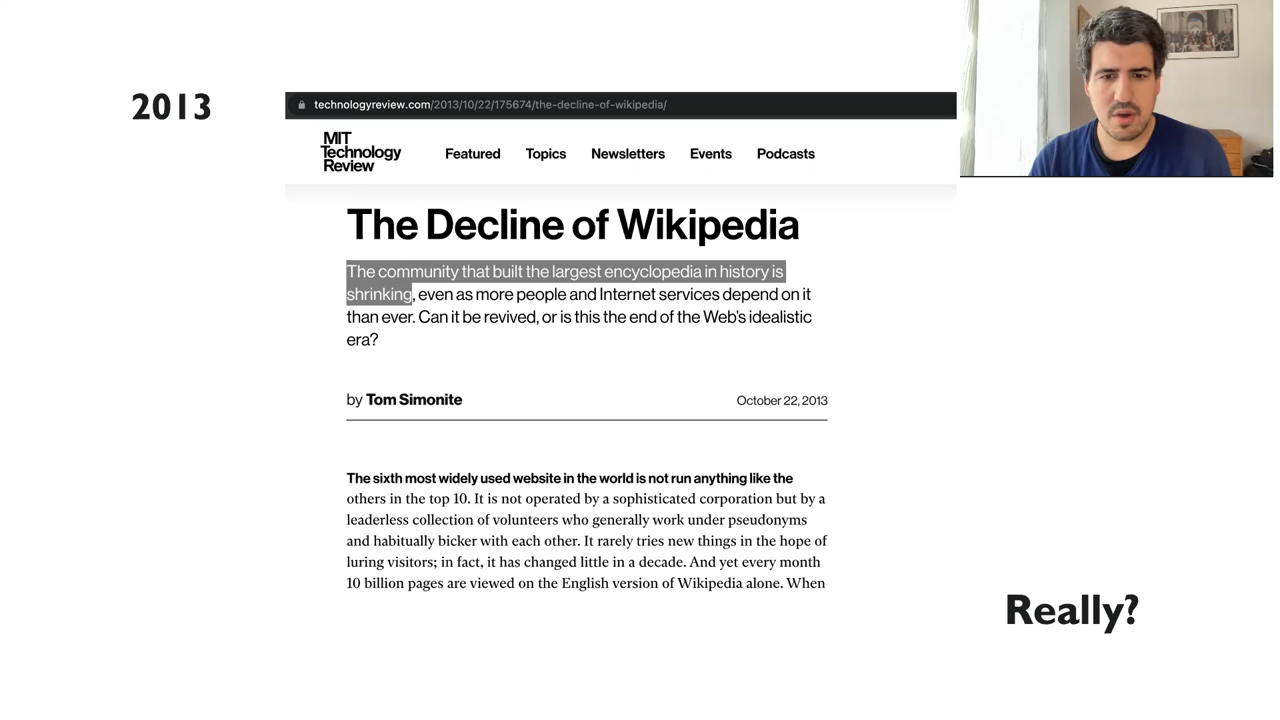 2013
technologyreview.com/2013/10/22/175674/the-decline-of-wikipedia/
MIT
Technology
Review
Featured Topics Newsletters Events Podcasts
The Decline of Wikipedia
The community that built the largest encyclopedia in history is
shrinking, even as more people and Internet services depend on it
than ever. Can it be revived, or is this the end of the Web's idealistic
era?
by Tom Simonite October 22, 2013
The sixth most widely used website in the world is not run anything like the
others in the top 10. It is not operated by a sophisticated corporation but by a
leaderless collection of volunteers who generally work under pseudonyms
and habitually bicker with each other. It rarely tries new things in the hope of
luring visitors; in fact, it has changed little in a decade. And yet every month
10 billion pages are viewed on the English version of Wikipedia alone. When
Really?